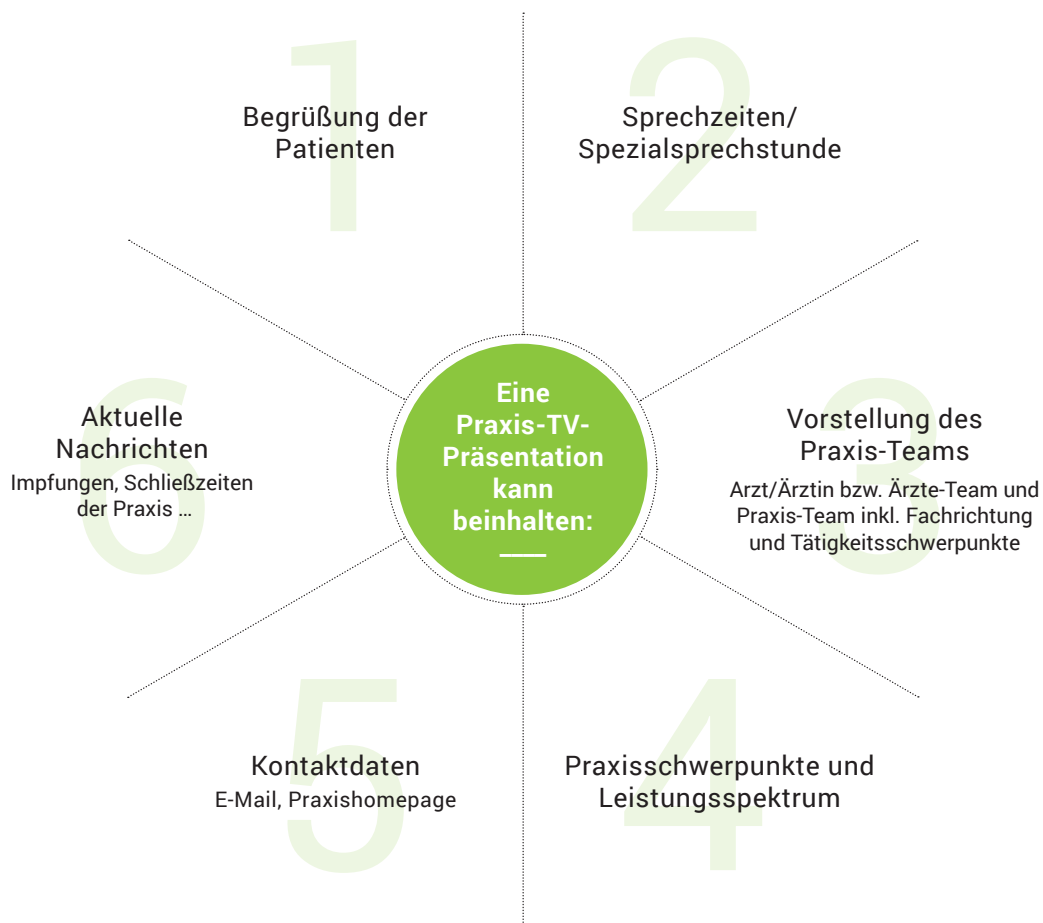 Eine
Praxis-TV-
Präsentation
kann
beinhalten:
1
Begrüßung der
Patienten
2
Sprechzeiten/
Spezialsprechstunde
3
Vorstellung des
Praxis-Teams
Arzt/Ärztin bzw. Ärzte-Team und
Praxis-Team inkl. Fachrichtung
und Tätigkeitsschwerpunkte
4
Praxisschwerpunkte und
Leistungsspektrum
5
Kontaktdaten
E-Mail, Praxishomepage
6
Aktuelle
Nachrichten
Impfungen, Schließzeiten
der Praxis ...